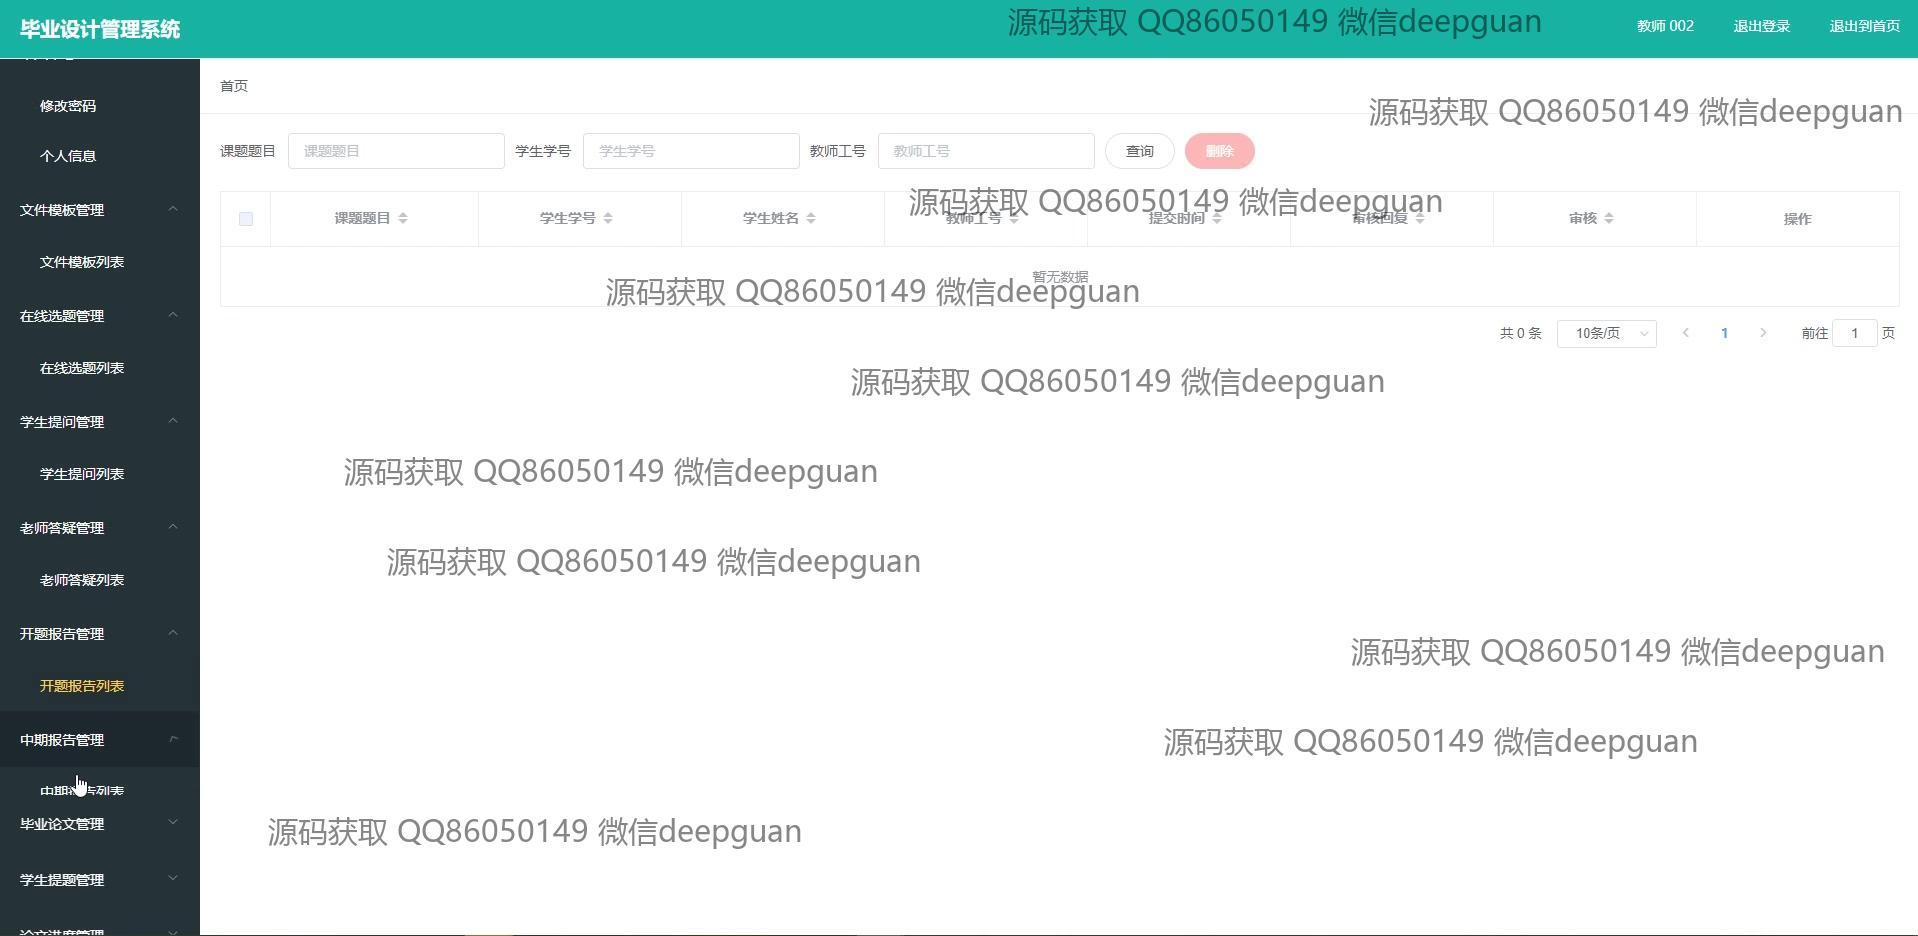 毕业设计管理系统
源码获取 QQ86050149 微信deepguan
教师 002
退出登录
退出到首页
修改密码
个人信息
文件模板管理
文件模板列表
在线选题管理
在线选题列表
学生提问管理
学生提问列表
老师答疑管理
老师答疑列表
开题报告管理
开题报告列表
中期报告管理
中期报告列表
毕业论文管理
学生提题管理
论文进度管理
首页
源码获取 QQ86050149 微信deepguan
课题题目 课题题目 学生学号 学生学号 教师工号 教师工号 查询 删除
源码获取 QQ86050149 微信deepguan
课题题目 学生学号 学生姓名 教师工号 提交时间 审核回复 审核 操作
暂无数据
源码获取 QQ86050149 微信deepguan
共 0 条 10条/页 1 前往 1 页
源码获取 QQ86050149 微信deepguan
源码获取 QQ86050149 微信deepguan
源码获取 QQ86050149 微信deepguan
源码获取 QQ86050149 微信deepguan
源码获取 QQ86050149 微信deepguan
源码获取 QQ86050149 微信deepguan